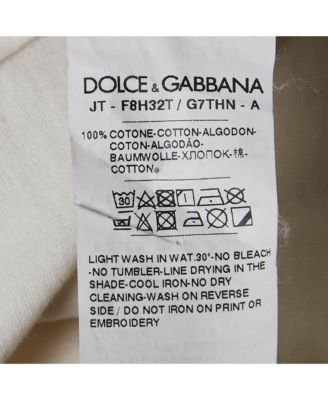 DOLCE & GABBANA
JT - F8H32T / G7THN - A
100% COTONE-COTTON-ALGODON-
COTON-ALGODÃO-
BAUMWOLLE-ХЛОПОК-棉-
COTTON
30
LIGHT WASH IN WAT.30°-NO BLEACH
-NO TUMBLER-LINE DRYING IN THE
SHADE-COOL IRON-NO DRY
CLEANING-WASH ON REVERSE
SIDE / DO NOT IRON ON PRINT OR
EMBROIDERY